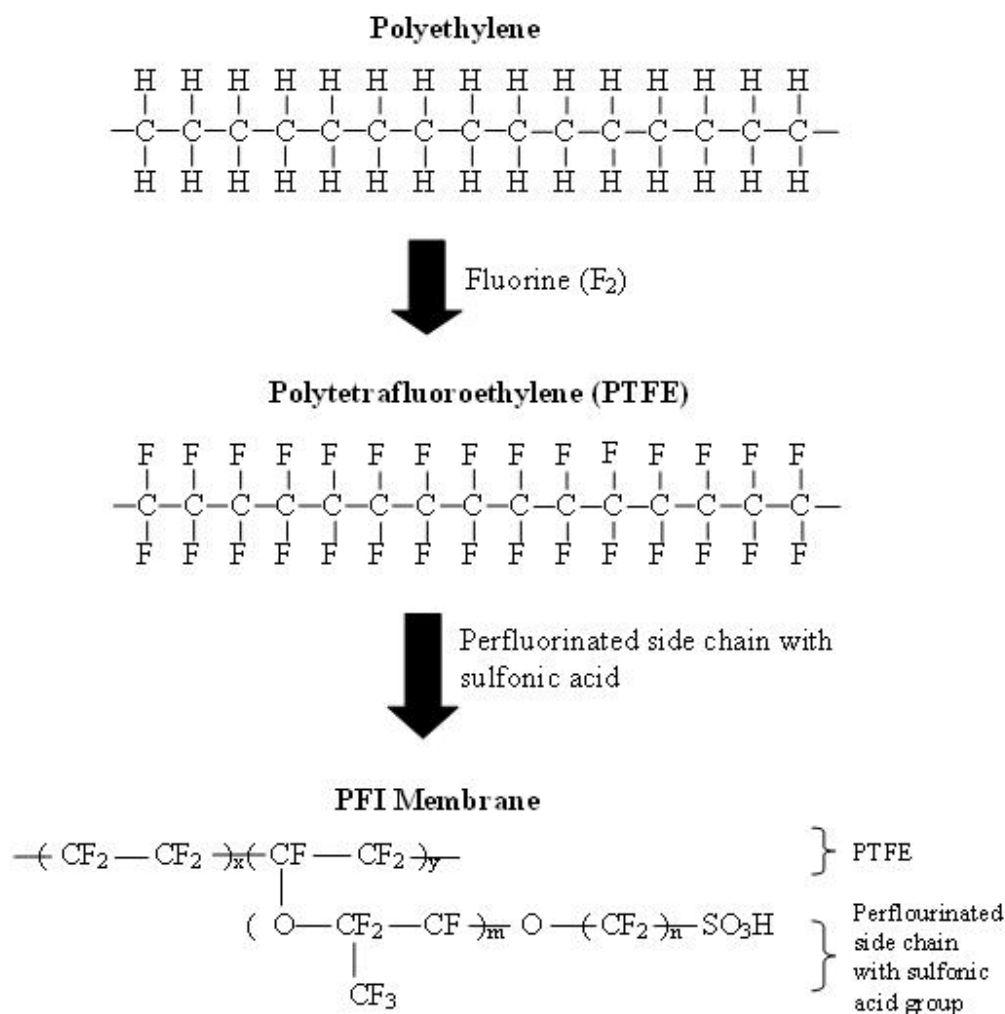 Polyethylene
H H H H H H H H H H H H H H H
—C—C—C—C—C—C—C—C—C—C—C—C—C—C—C—
H H H H H H H H H H H H H H H
Fluorine (F₂)
Polytetrafluoroethylene (PTFE)
F F F F F F F F F F F F F F F
—C—C—C—C—C—C—C—C—C—C—C—C—C—C—C—
F F F F F F F F F F F F F F F
Perfluorinated side chain with
sulfonic acid
PFI Membrane
—( CF₂ — CF₂ )x( CF — CF₂ )y—
PTFE
( O — CF₂ — CF )m O —(CF₂)n— SO₃H
CF₃
Perflourinated
side chain
with sulfonic
acid group